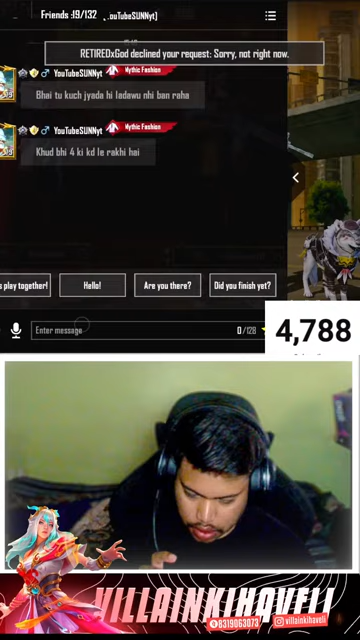 Friends :19/132
ouTubeSUNNyt]
RETIREDxGod declined your request: Sorry, not right now.
YouTubeSUNNyt
Mythic Fashion
Bhai tu kuch jyada hi ladawu nhi ban raha
YouTubeSUNNyt
Mythic Fashion
Khud bhi 4 ki kd le rakhi hai
s play together!
Hello!
Are you there?
Did you finish yet?
Enter message
0/128
4,788
VILLAINKIHAVELI
8319063073
villainkihaveli